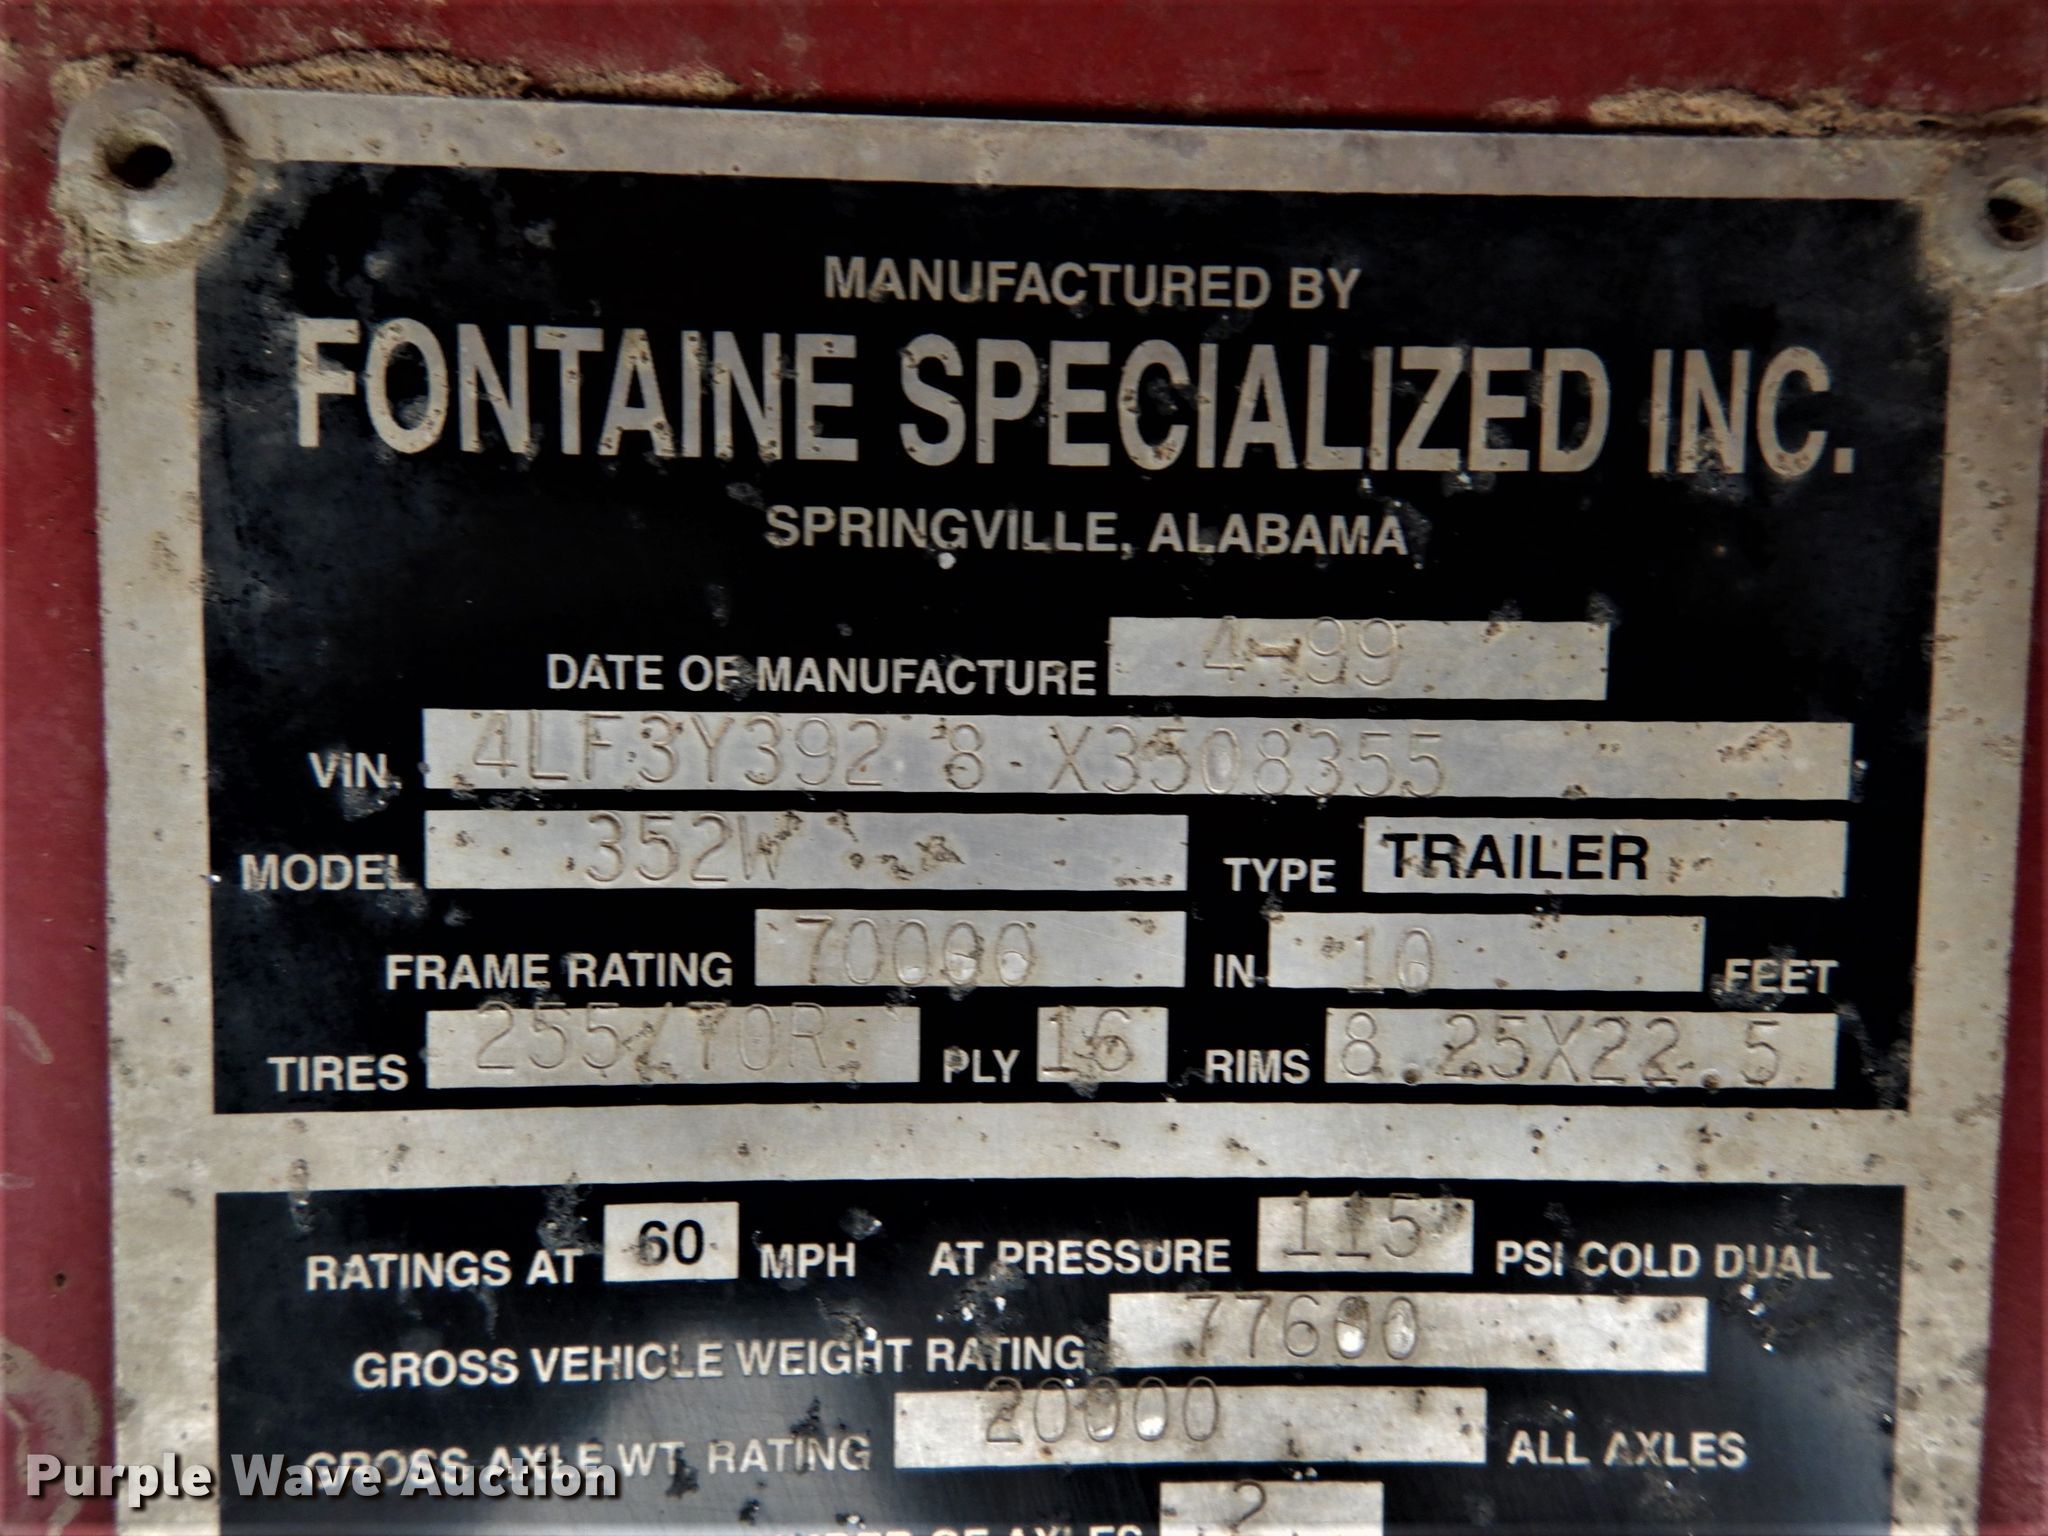 MANUFACTURED BY
FONTAINE SPECIALIZED INC.
SPRINGVILLE, ALABAMA
DATE OF MANUFACTURE 4-99
VIN. 4LF3Y392 8 X3508355
MODEL 352W TYPE TRAILER
FRAME RATING 70000 IN 10 FEET
TIRES 255/70R PLY 16 RIMS 8.25X22.5
RATINGS AT 60 MPH AT PRESSURE 115 PSI COLD DUAL
GROSS VEHICLE WEIGHT RATING 77600
GROSS AXLE WT. RATING 20000 ALL AXLES
OF AXLES 2
Purple Wave Auction